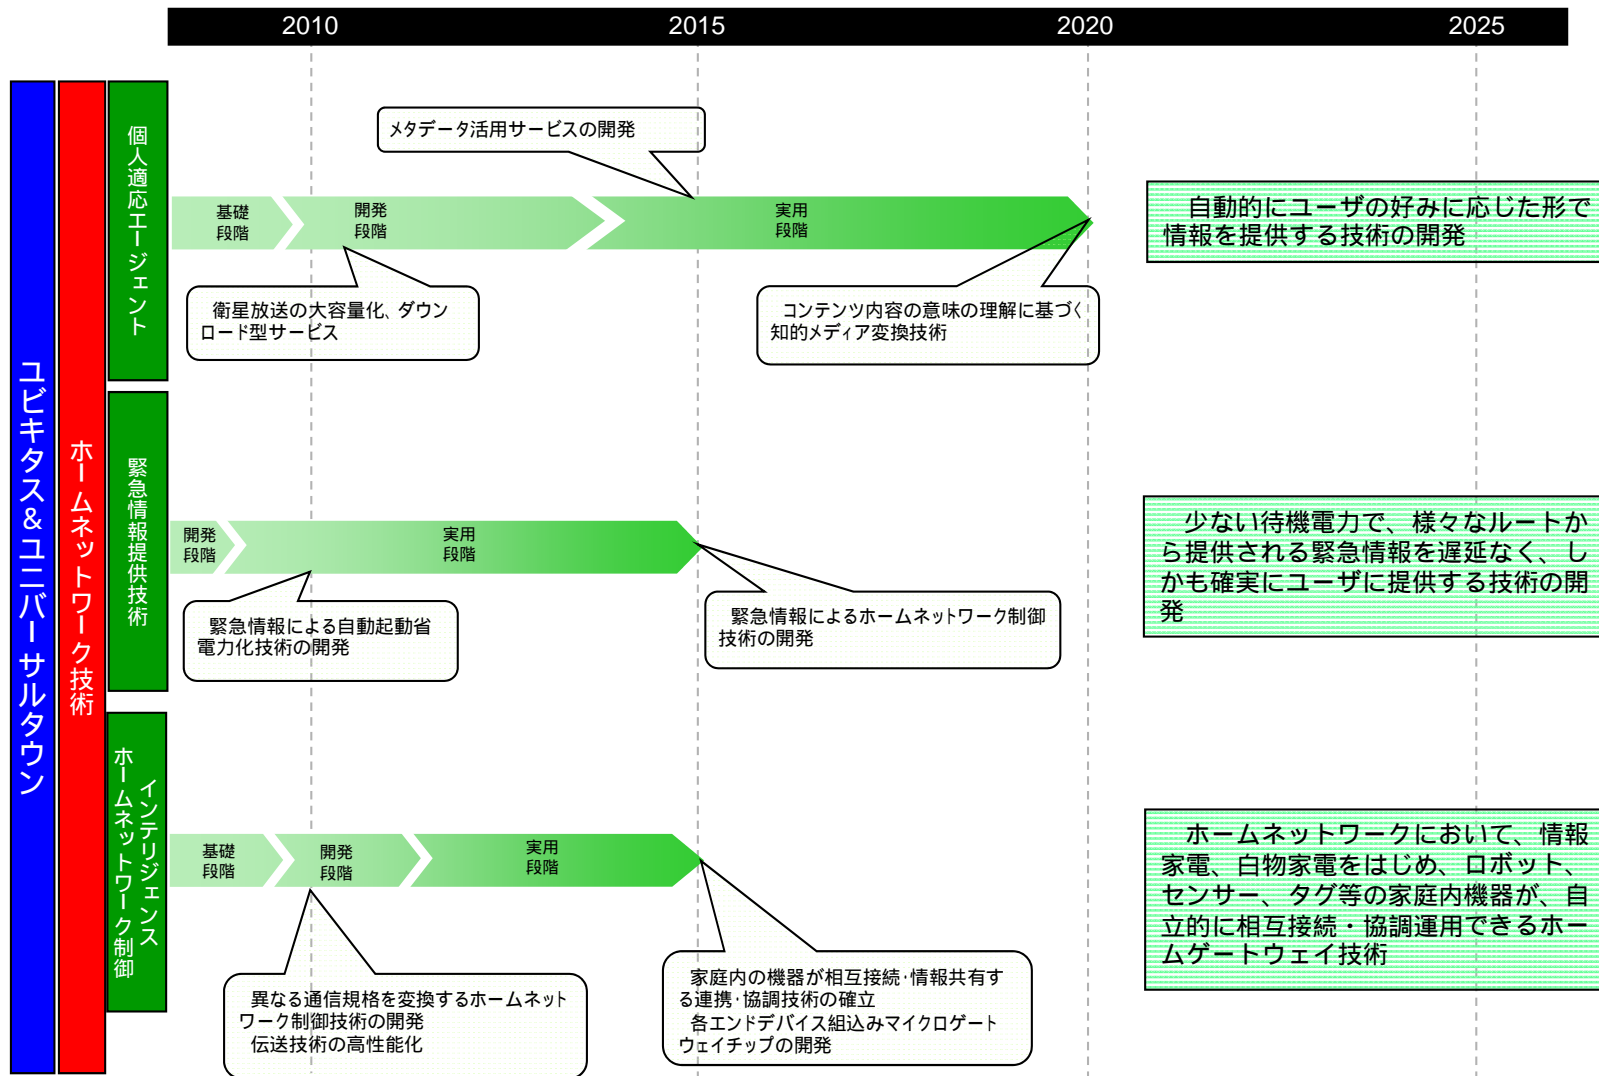 2010
2015
2020
2025
ユビキタス&ユニバーサルタウン
ホームネットワーク技術
個人適応エージェント
メタデータ活用サービスの開発
基礎
段階
開発
段階
実用
段階
衛星放送の大容量化、ダウン
ロード型サービス
コンテンツ内容の意味の理解に基づく
知的メディア変換技術
自動的にユーザの好みに応じた形で
情報を提供する技術の開発
緊急情報提供技術
開発
段階
実用
段階
緊急情報による自動起動省
電力化技術の開発
緊急情報によるホームネットワーク制御
技術の開発
少ない待機電力で、様々なルートか
ら提供される緊急情報を遅延なく、し
かも確実にユーザに提供する技術の開
発
インテリジェンス
ホームネットワーク制御
基礎
段階
開発
段階
実用
段階
異なる通信規格を変換するホームネット
ワーク制御技術の開発
伝送技術の高性能化
家庭内の機器が相互接続・情報共有す
る連携・協調技術の確立
各エンドデバイス組込みマイクロゲート
ウェイチップの開発
ホームネットワークにおいて、情報
家電、白物家電をはじめ、ロボット、
センサー、タグ等の家庭内機器が、自
立的に相互接続・協調運用できるホー
ムゲートウェイ技術